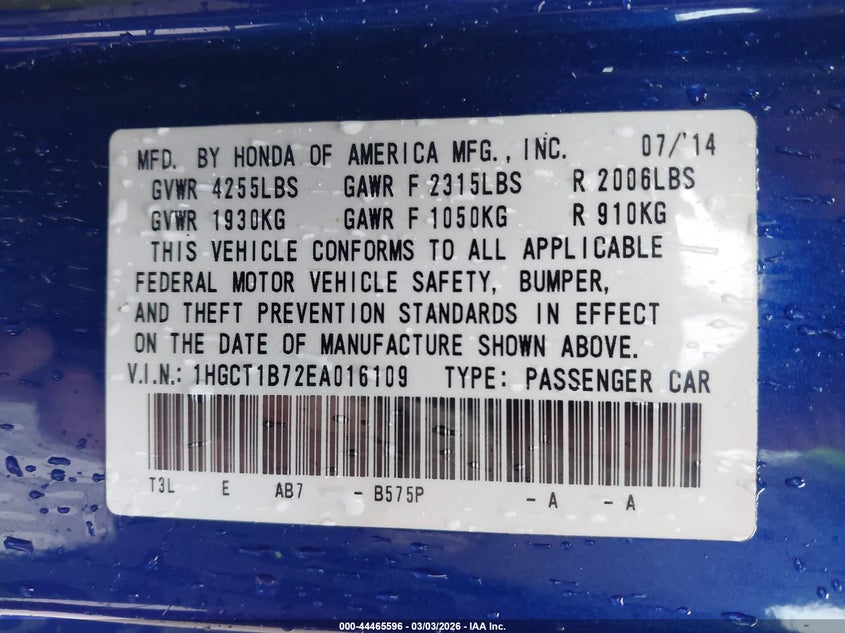 MFD. BY HONDA OF AMERICA MFG., INC. 07/'14
GVWR 4255LBS GAWR F 2315LBS R 2006LBS
GVWR 1930KG GAWR F 1050KG R 910KG
THIS VEHICLE CONFORMS TO ALL APPLICABLE
FEDERAL MOTOR VEHICLE SAFETY, BUMPER,
AND THEFT PREVENTION STANDARDS IN EFFECT
ON THE DATE OF MANUFACTURE SHOWN ABOVE.
V.I.N.: 1HGCT1B72EA016109 TYPE: PASSENGER CAR
T3L E AB7 - B575P - A - A
000-44465596 - 03/03/2026 - IAA Inc.